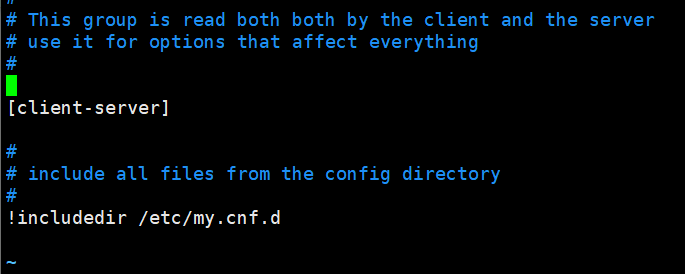 #
# This group is read both both by the client and the server
# use it for options that affect everything
#
[client-server]
#
# include all files from the config directory
#
!includedir /etc/my.cnf.d
~